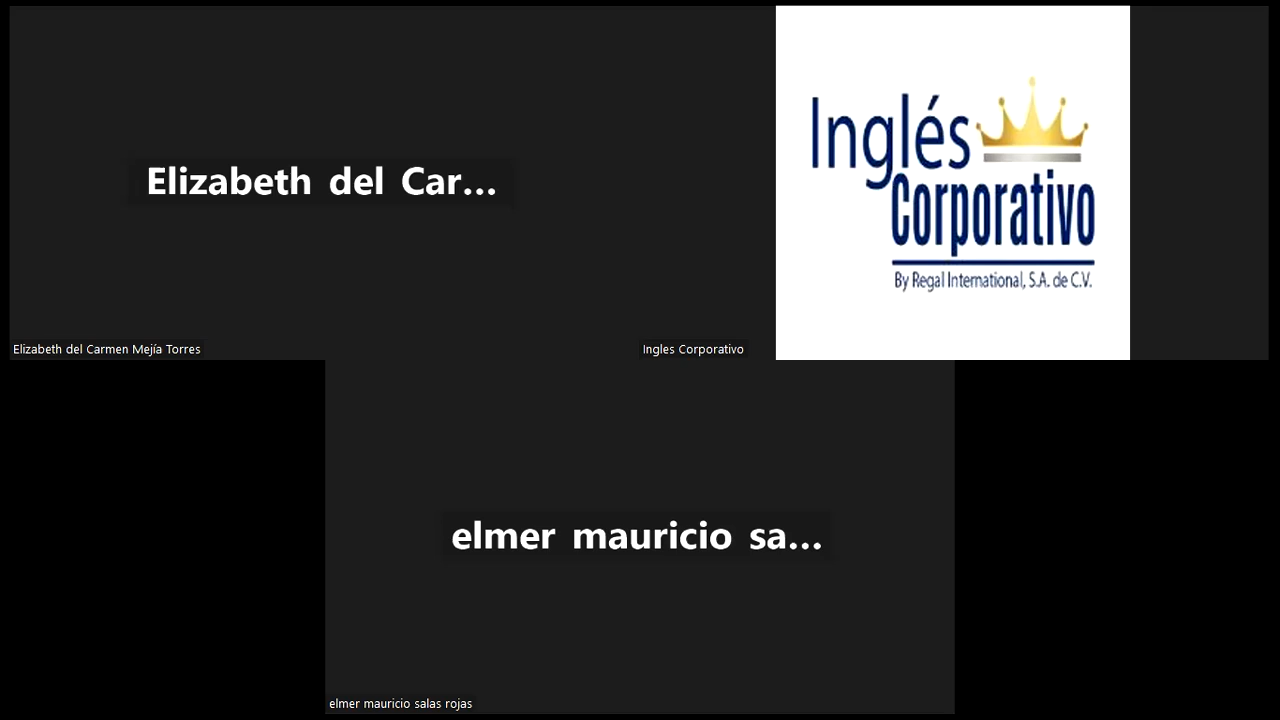 Elizabeth del Car...
Elizabeth del Carmen Mejía Torres
Inglés
Corporativo
By Regal International, S.A. de C.V.
Ingles Corporativo
elmer mauricio sa...
elmer mauricio salas rojas